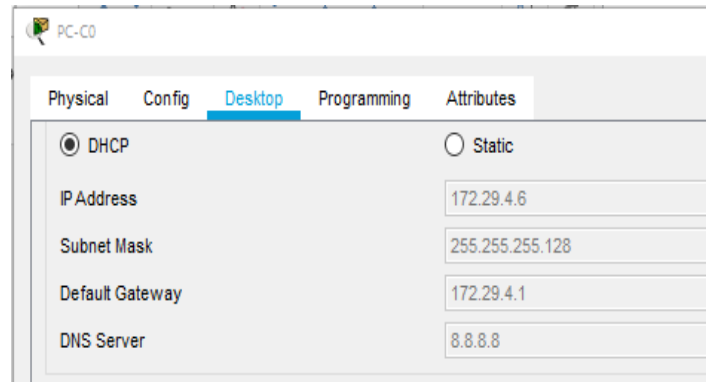 PC-C0
Physical Config Desktop Programming Attributes
DHCP Static
IP Address 172.29.4.6
Subnet Mask 255.255.255.128
Default Gateway 172.29.4.1
DNS Server 8.8.8.8